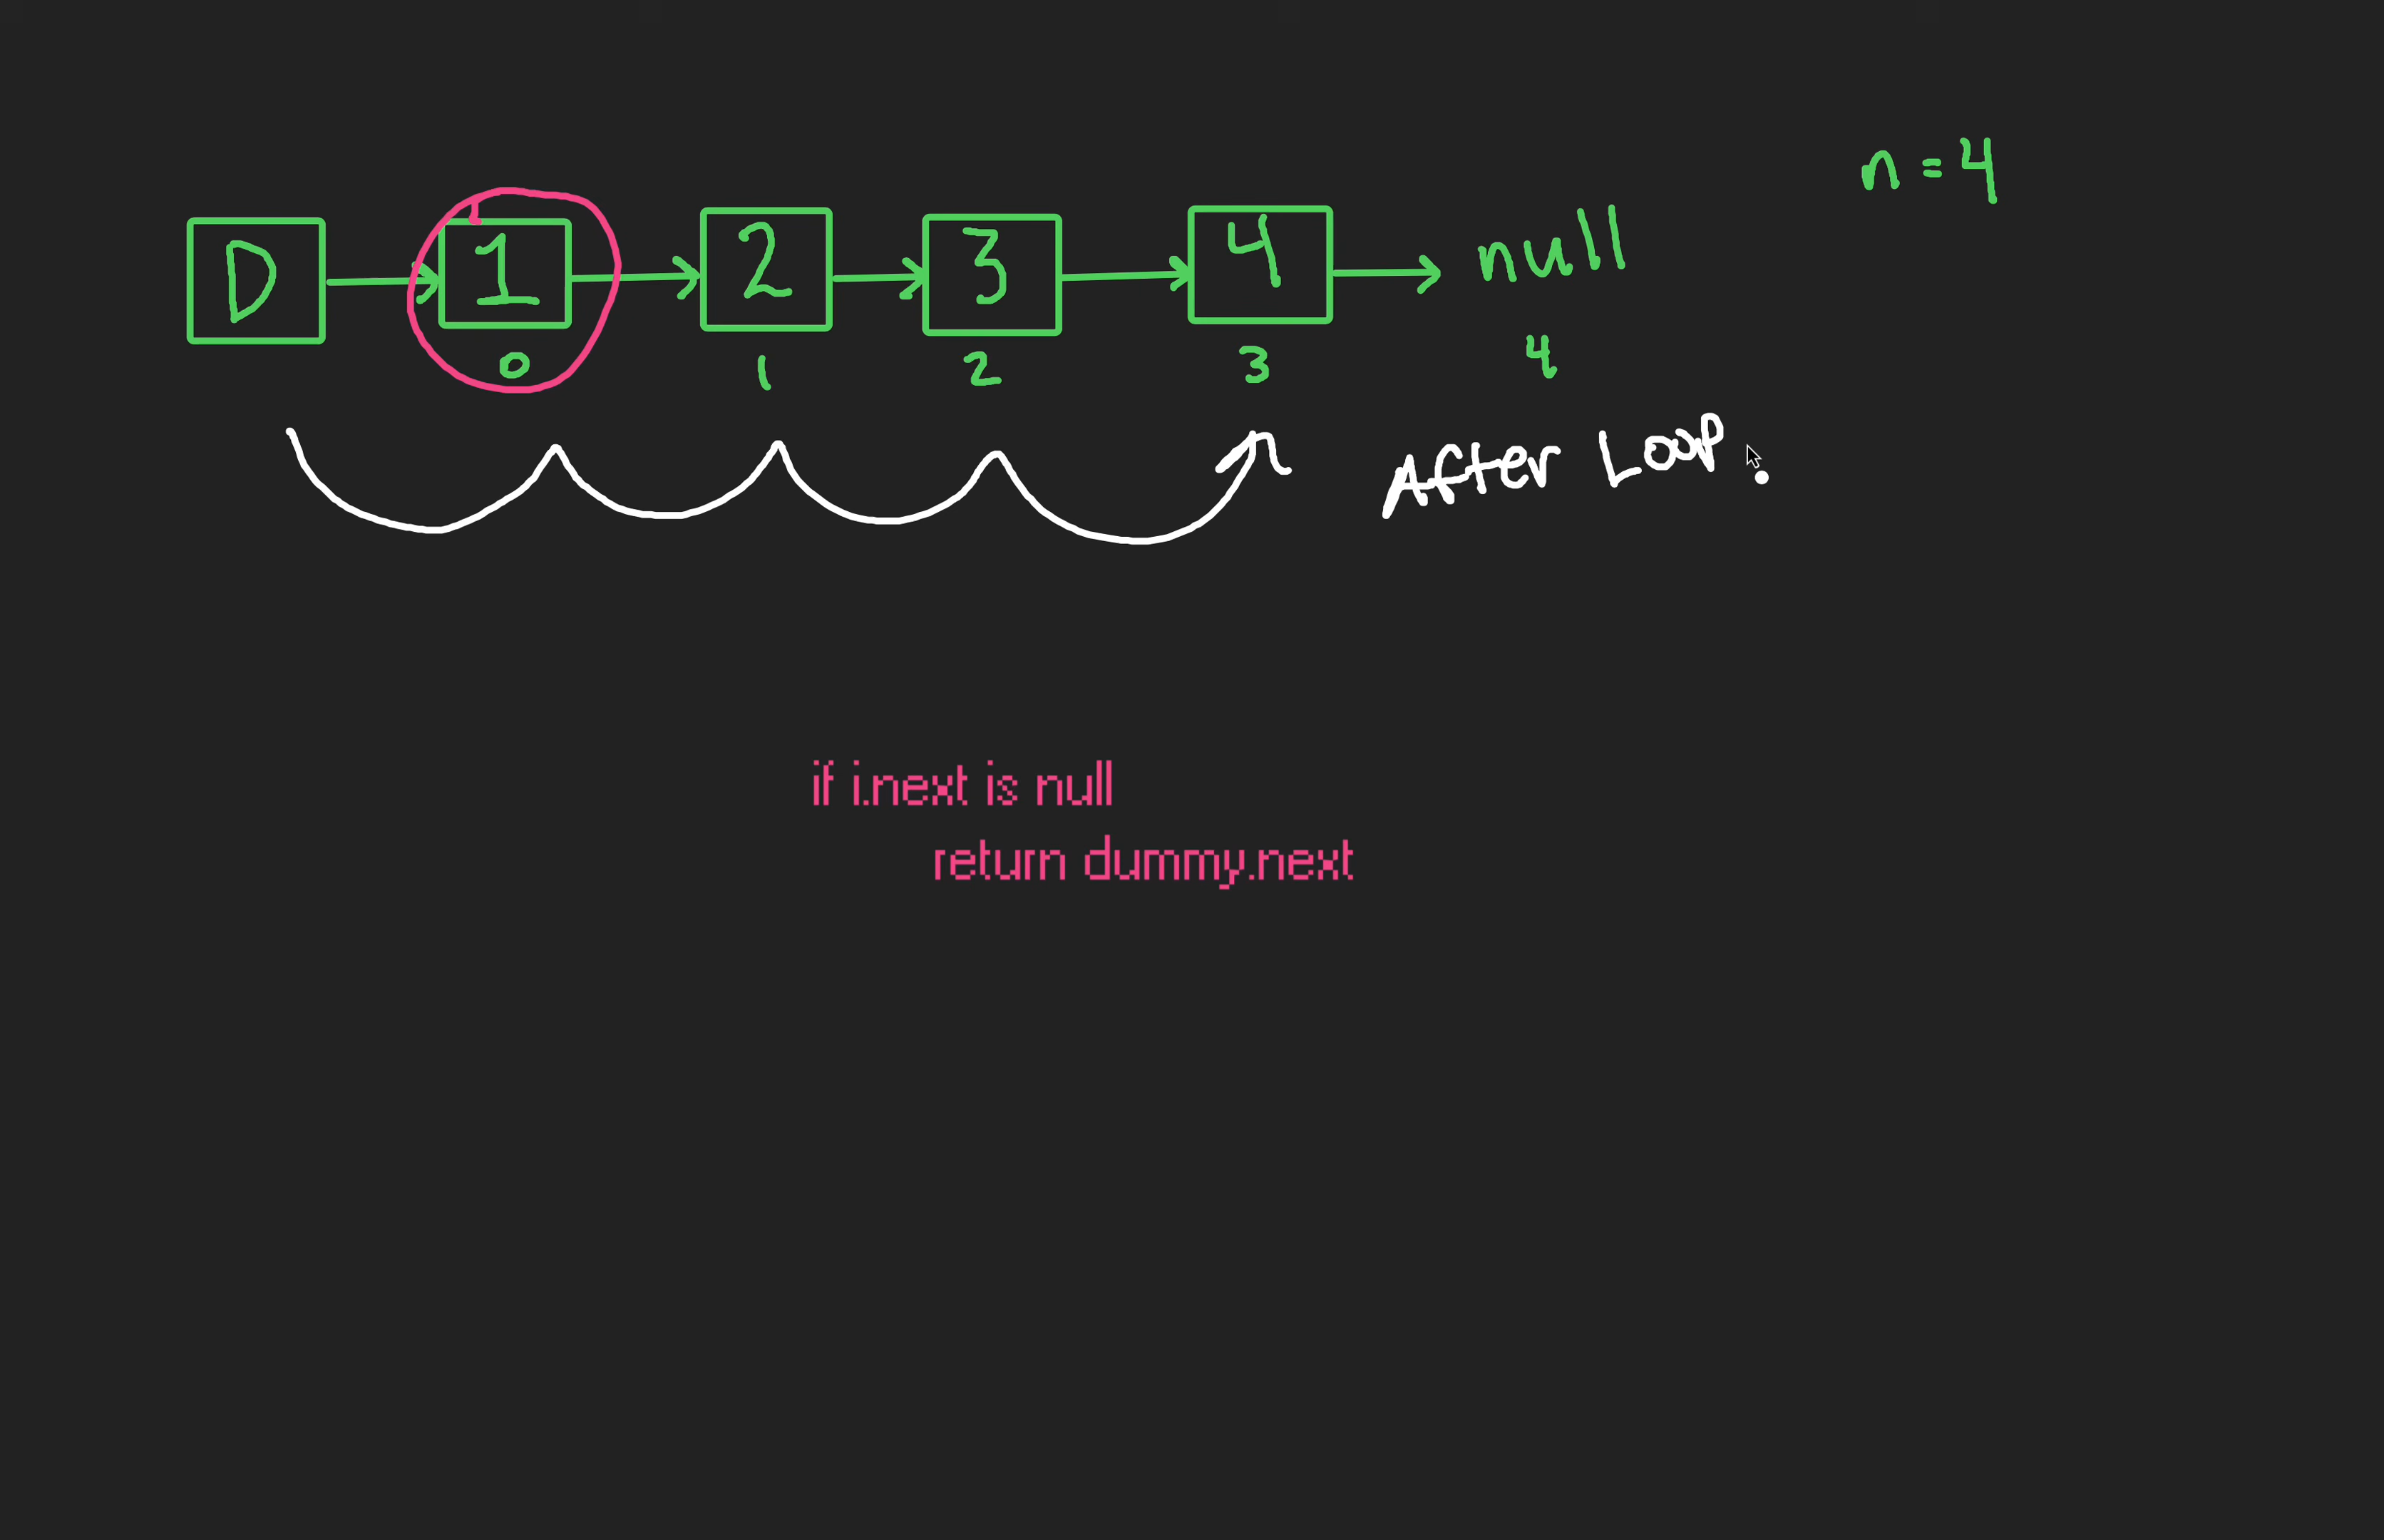 n = 4
D 1 2 3 4 null
0 1 2 3 4
After Loop:
if i.next is null
return dummy.next